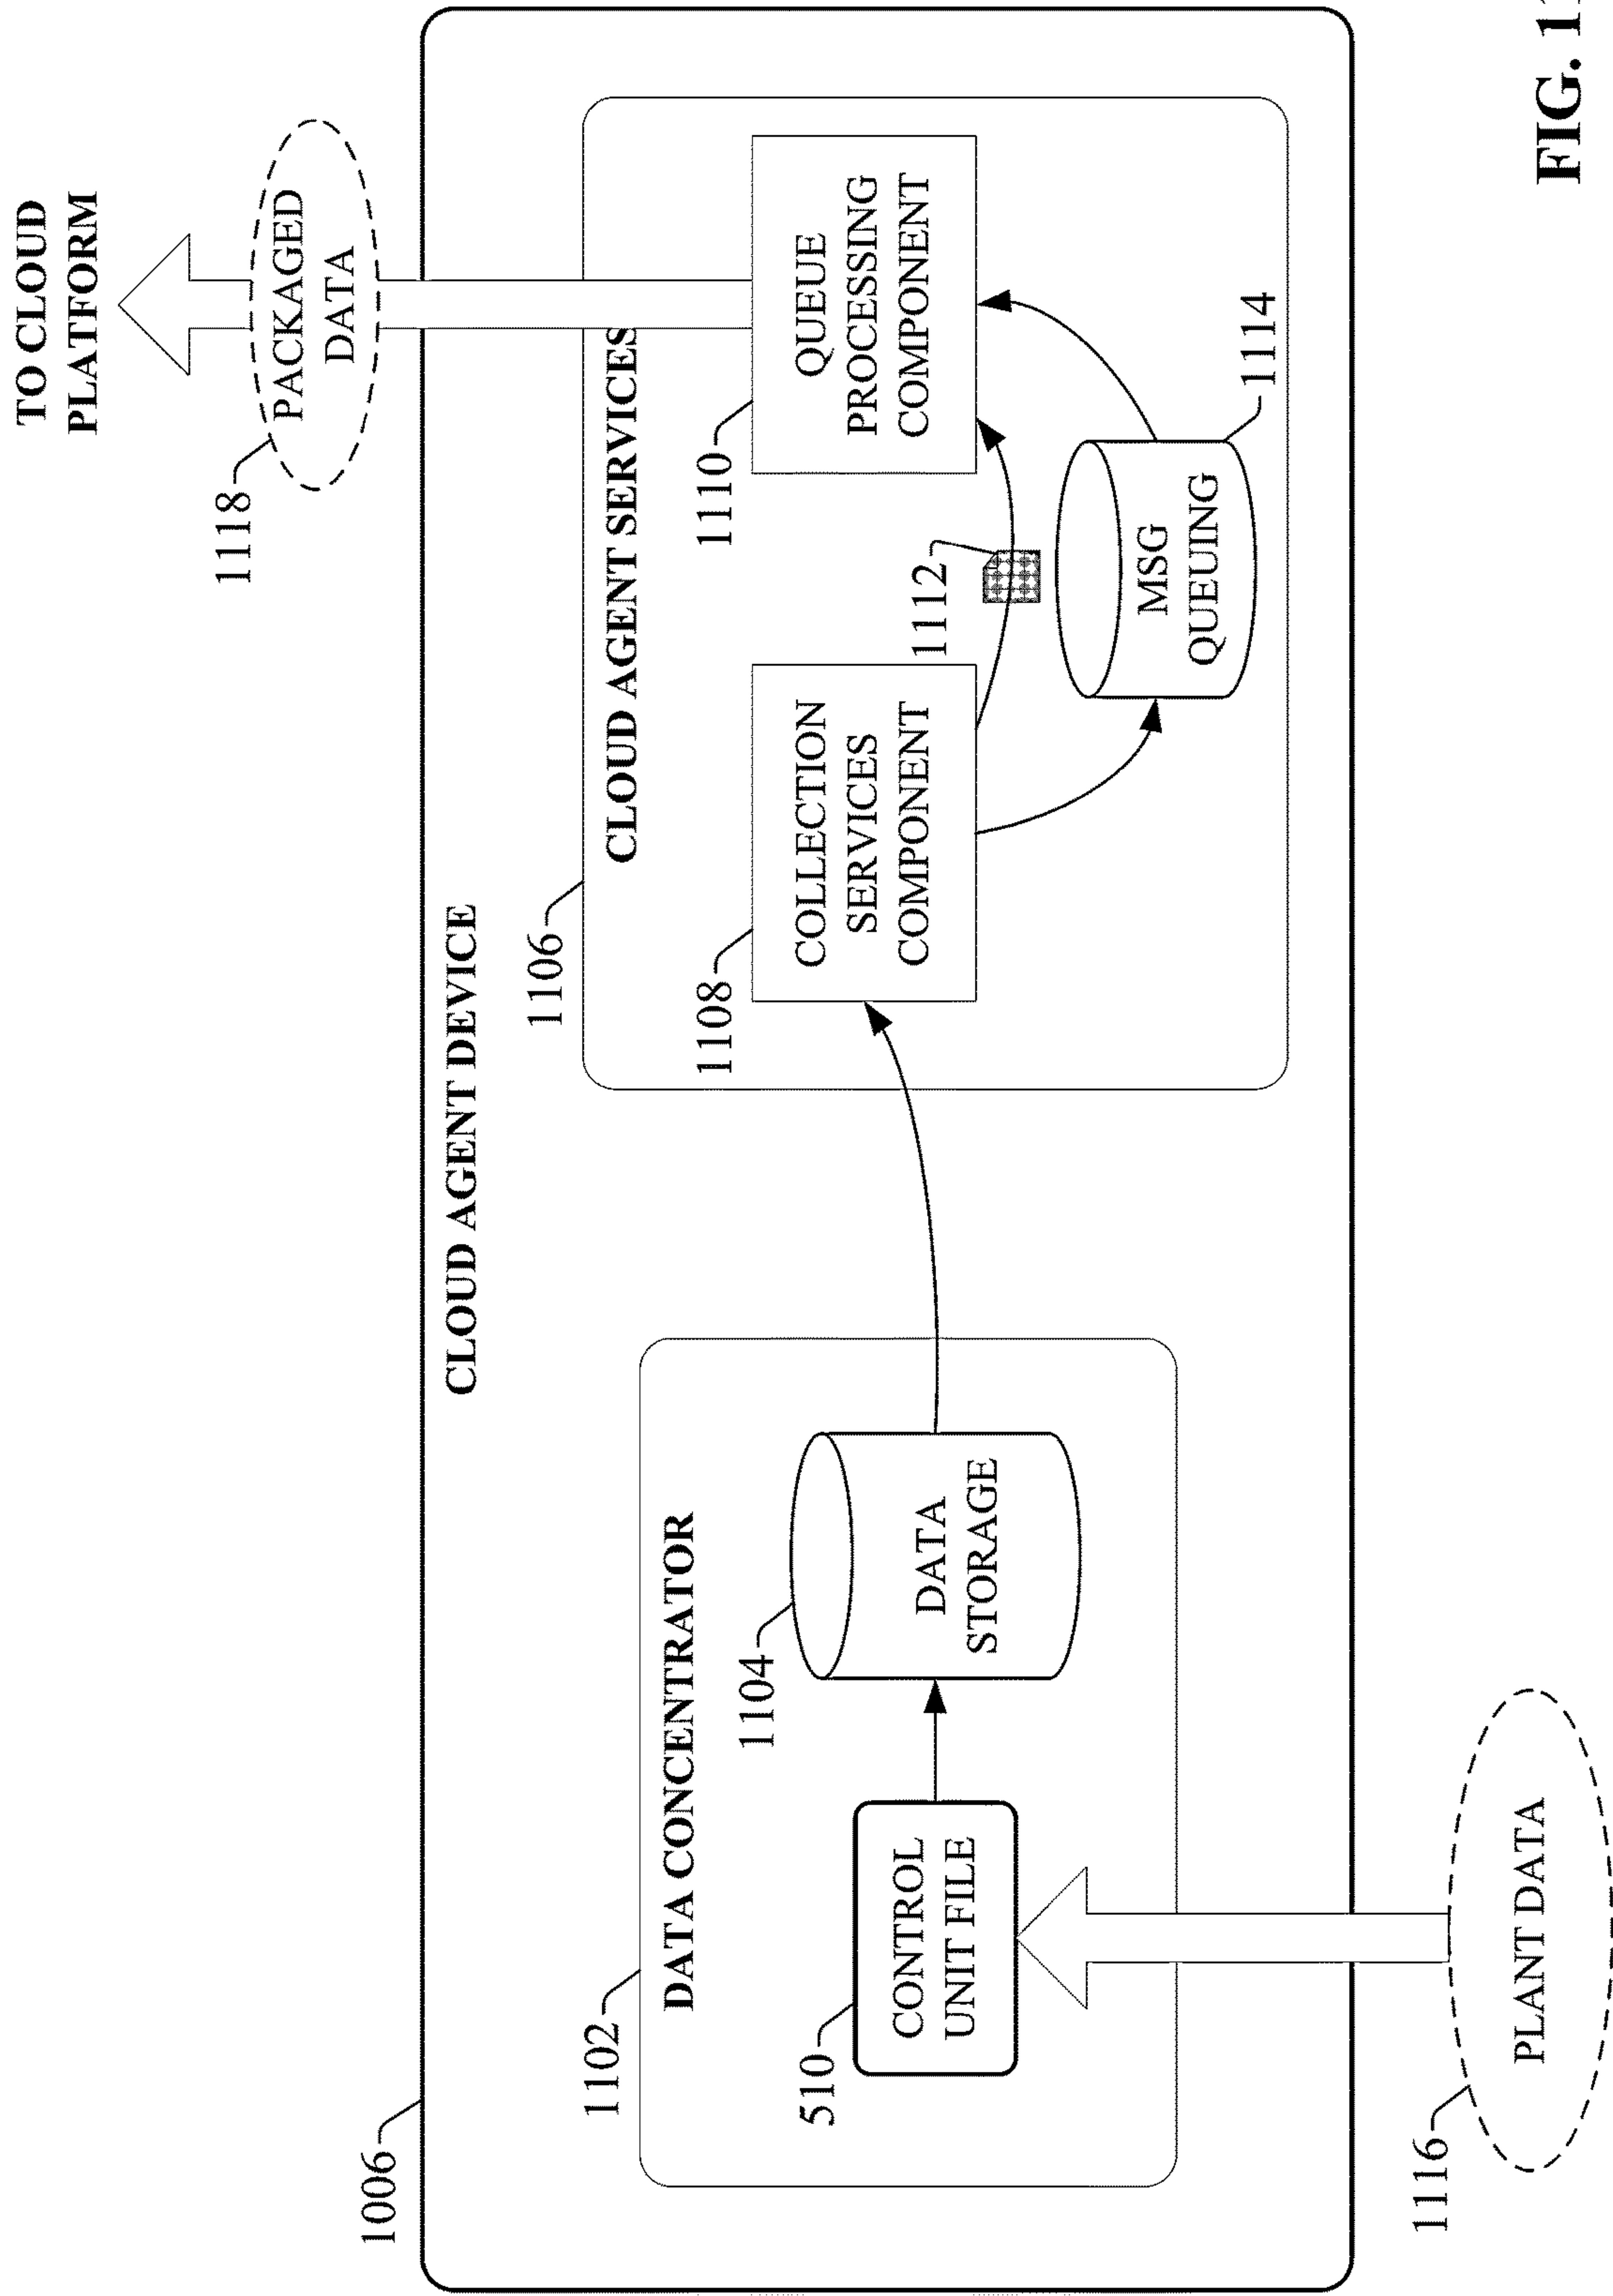 TO CLOUD
PLATFORM
1118
PACKAGED
DATA
1006
CLOUD AGENT DEVICE
1106
CLOUD AGENT SERVICES
1102
DATA CONCENTRATOR
1104
DATA
STORAGE
510
CONTROL
UNIT FILE
1108
COLLECTION
SERVICES
COMPONENT
1110
QUEUE
PROCESSING
COMPONENT
1112
MSG
QUEUING
1114
1116
PLANT DATA
FIG. 11